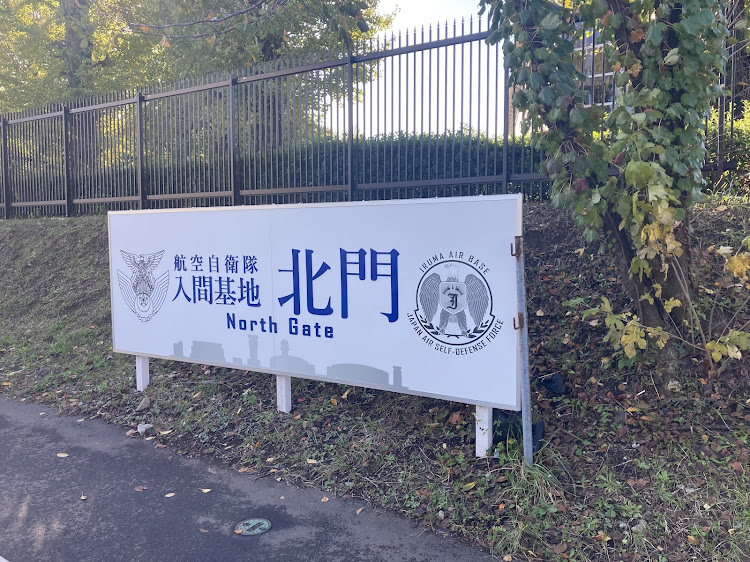 航空自衛隊
入間基地
北門
North Gate
IRUMA AIR BASE
JAPAN AIR SELF-DEFENSE FORCE